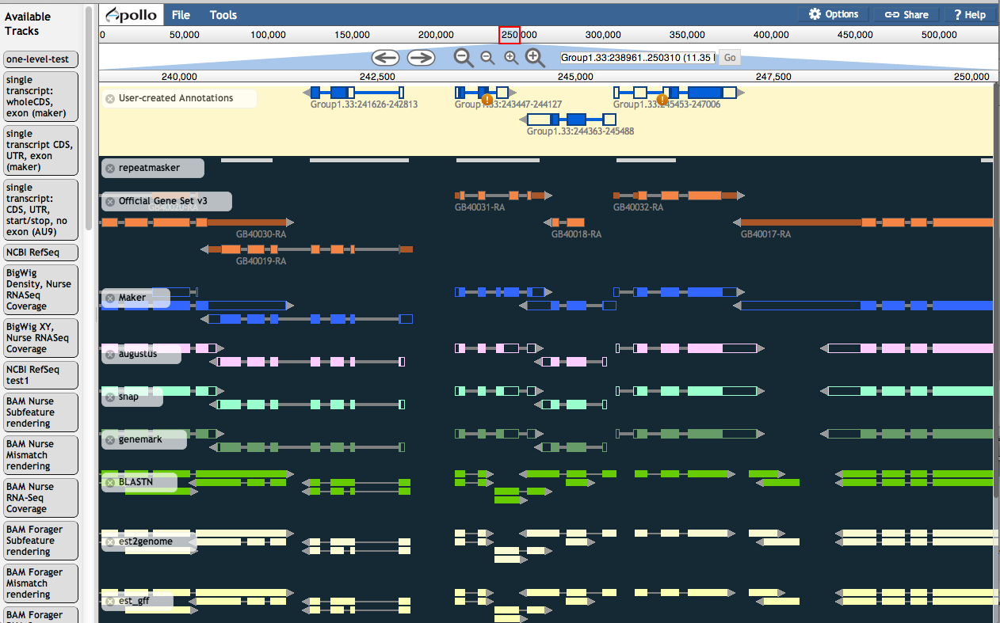 Available
Tracks
one-level-test
single
transcript:
wholeCDS,
exon (maker)
single
transcript CDS,
UTR, exon
(maker)
single
transcript:
CDS, UTR,
start/stop, no
exon (AU9)
NCBI RefSeq
BigWig
Density, Nurse
RNASeq
Coverage
BigWig XY,
Nurse RNASeq
Coverage
NCBI RefSeq
test1
BAM Nurse
Subfeature
rendering
BAM Nurse
Mismatch
rendering
BAM Nurse
RNA-Seq
Coverage
BAM Forager
Subfeature
rendering
BAM Forager
Mismatch
rendering
BAM Forager
Apollo File Tools Options Share ? Help
0 50,000 100,000 150,000 200,000 250,000 300,000 350,000 400,000 450,000 500,000
Group1.33:238961..250310 (11.35 Go
240,000 242,500 245,000 247,500 250,000
User-created Annotations
Group1.33:241626-242813 Group1.33:243447-244127 Group1.33:245453-247006
Group1.33:244363-245488
repeatmasker
Official Gene Set v3
GB40031-RA GB40032-RA
GB40030-RA GB40018-RA GB40017-RA
GB40019-RA
Maker
augustus
snap
genemark
BLASTN
est2genome
est_gff